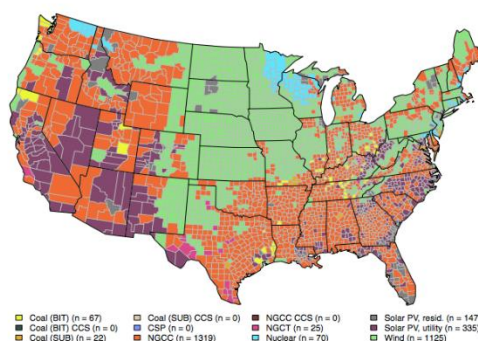 Coal (BIT) (n = 67) Coal (SUB) CCS (n = 0) NGCC CCS (n = 0) Solar PV, resid. (n = 147)
Coal (BIT) CCS (n = 0) CSP (n = 0) NGCT (n = 25) Solar PV, utility (n = 335)
Coal (SUB) (n = 22) NGCC (n = 1319) Nuclear (n = 70) Wind (n = 1125)